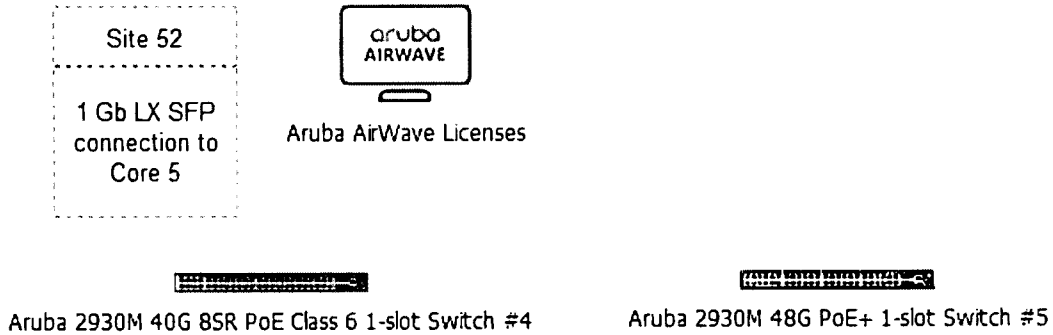 Site 52
1 Gb LX SFP
connection to
Core 5
aruba
AIRWAVE
Aruba AirWave Licenses
Aruba 2930M 40G 8SR PoE Class 6 1-slot Switch #4
Aruba 2930M 48G PoE+ 1-slot Switch #5